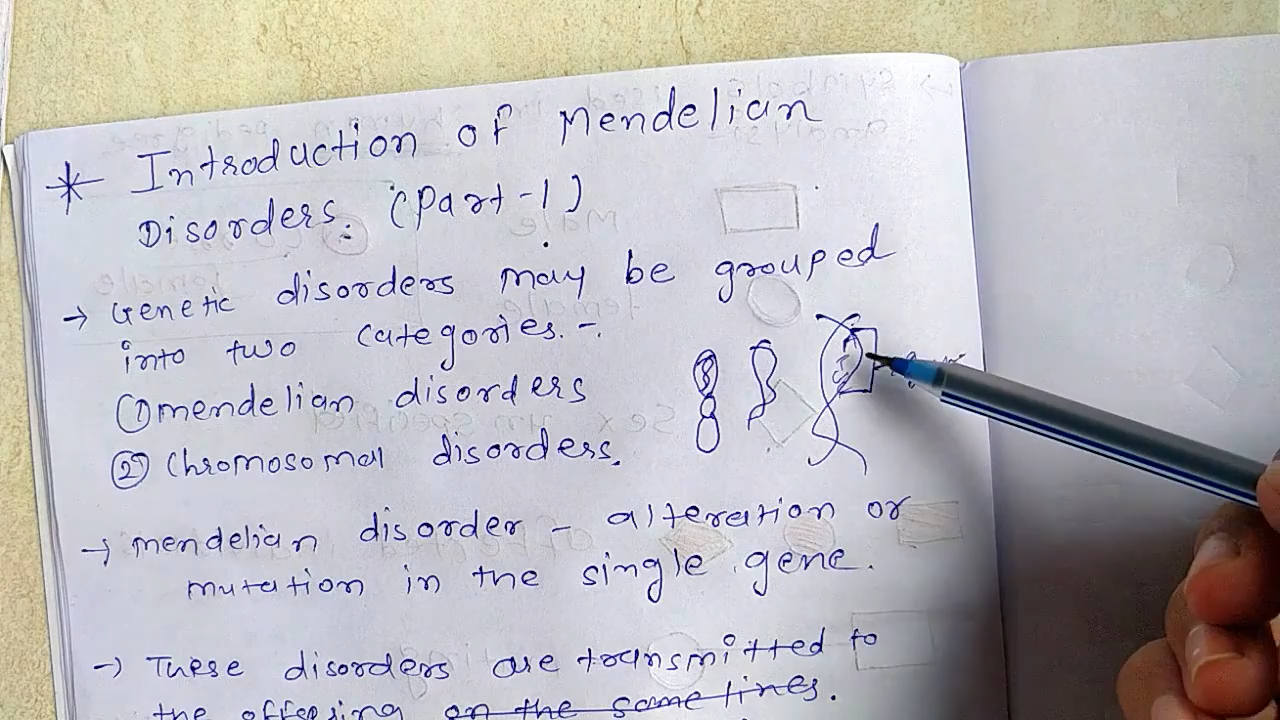 * Introduction of Mendelian
Disorders. (Part-1)
→ Genetic disorders may be grouped
into two categories.-
(1) mendelian disorders
(2) Chromosomal disorders.
→ mendelian disorder - alteration or
mutation in the single gene.
→ These disorders are transmitted to
the offspring on the same lines.